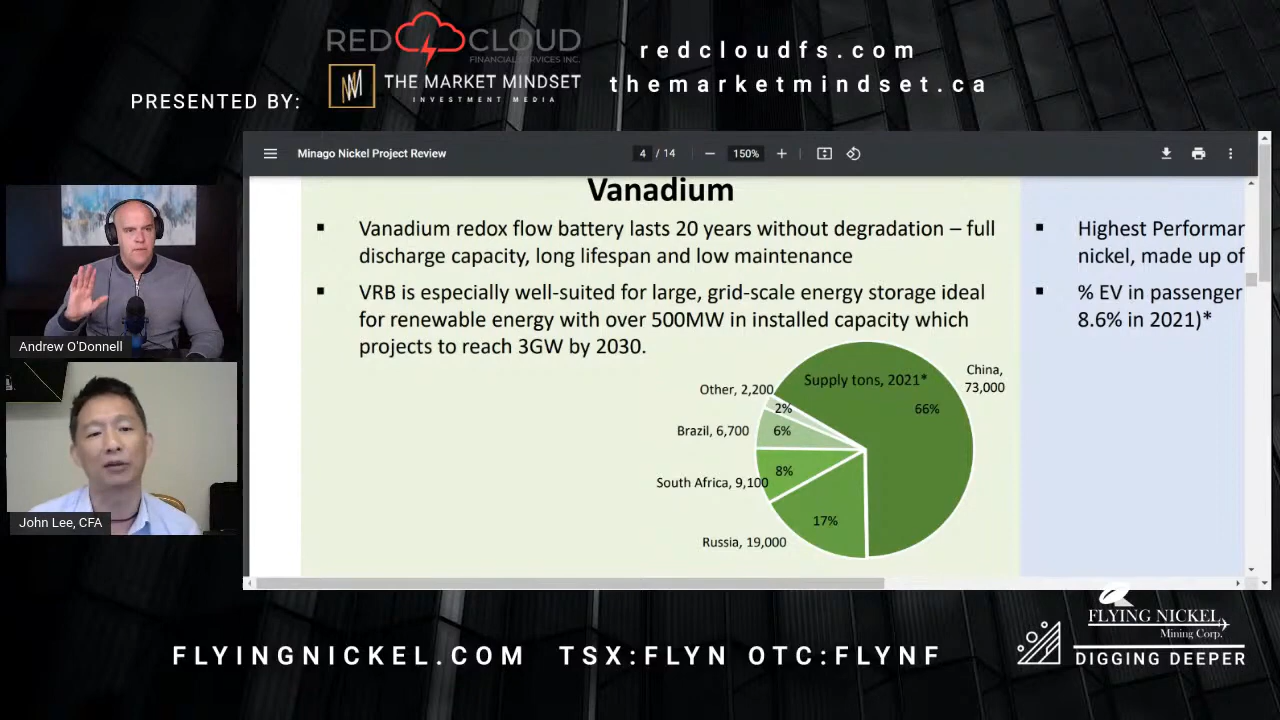 RED CLOUD
FINANCIAL SERVICES INC.
THE MARKET MINDSET
INVESTMENT MEDIA
PRESENTED BY:
redcloudfs.com
themarketmindset.ca
Minago Nickel Project Review
4 / 14
150%
Vanadium
▪ Vanadium redox flow battery lasts 20 years without degradation – full
discharge capacity, long lifespan and low maintenance
▪ VRB is especially well-suited for large, grid-scale energy storage ideal
for renewable energy with over 500MW in installed capacity which
projects to reach 3GW by 2030.
Supply tons, 2021*
China,
73,000
66%
Other, 2,200
2%
Brazil, 6,700
6%
South Africa, 9,100
8%
Russia, 19,000
17%
▪ Highest Performar
nickel, made up of
▪ % EV in passenger
8.6% in 2021)*
Andrew O'Donnell
John Lee, CFA
FLYINGNICKEL.COM TSX:FLYN OTC:FLYNF
FLYING NICKEL
Mining Corp.
DIGGING DEEPER